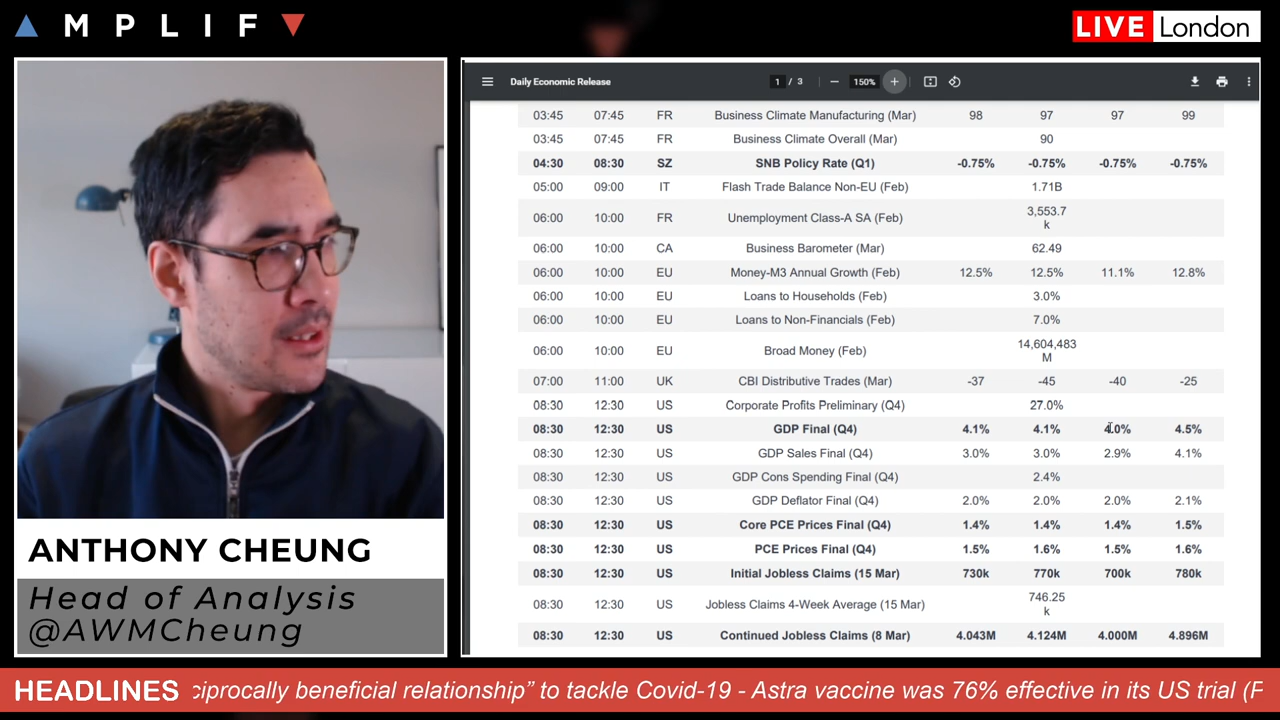 MPLIF
LIVE London
Daily Economic Release
1 / 3
150%
03:45 07:45 FR Business Climate Manufacturing (Mar) 98 97 97 99
03:45 07:45 FR Business Climate Overall (Mar) 90
04:30 08:30 SZ SNB Policy Rate (Q1) -0.75% -0.75% -0.75% -0.75%
05:00 09:00 IT Flash Trade Balance Non-EU (Feb) 1.71B
06:00 10:00 FR Unemployment Class-A SA (Feb) 3,553.7
k
06:00 10:00 CA Business Barometer (Mar) 62.49
06:00 10:00 EU Money-M3 Annual Growth (Feb) 12.5% 12.5% 11.1% 12.8%
06:00 10:00 EU Loans to Households (Feb) 3.0%
06:00 10:00 EU Loans to Non-Financials (Feb) 7.0%
06:00 10:00 EU Broad Money (Feb) 14,604,483
M
07:00 11:00 UK CBI Distributive Trades (Mar) -37 -45 -40 -25
08:30 12:30 US Corporate Profits Preliminary (Q4) 27.0%
08:30 12:30 US GDP Final (Q4) 4.1% 4.1% 4.0% 4.5%
08:30 12:30 US GDP Sales Final (Q4) 3.0% 3.0% 2.9% 4.1%
08:30 12:30 US GDP Cons Spending Final (Q4) 2.4%
08:30 12:30 US GDP Deflator Final (Q4) 2.0% 2.0% 2.0% 2.1%
08:30 12:30 US Core PCE Prices Final (Q4) 1.4% 1.4% 1.4% 1.5%
08:30 12:30 US PCE Prices Final (Q4) 1.5% 1.6% 1.5% 1.6%
08:30 12:30 US Initial Jobless Claims (15 Mar) 730k 770k 700k 780k
08:30 12:30 US Jobless Claims 4-Week Average (15 Mar) 746.25
k
08:30 12:30 US Continued Jobless Claims (8 Mar) 4.043M 4.124M 4.000M 4.896M
ANTHONY CHEUNG
Head of Analysis
@AWMCheung
HEADLINES ciprocally beneficial relationship” to tackle Covid-19 - Astra vaccine was 76% effective in its US trial (F